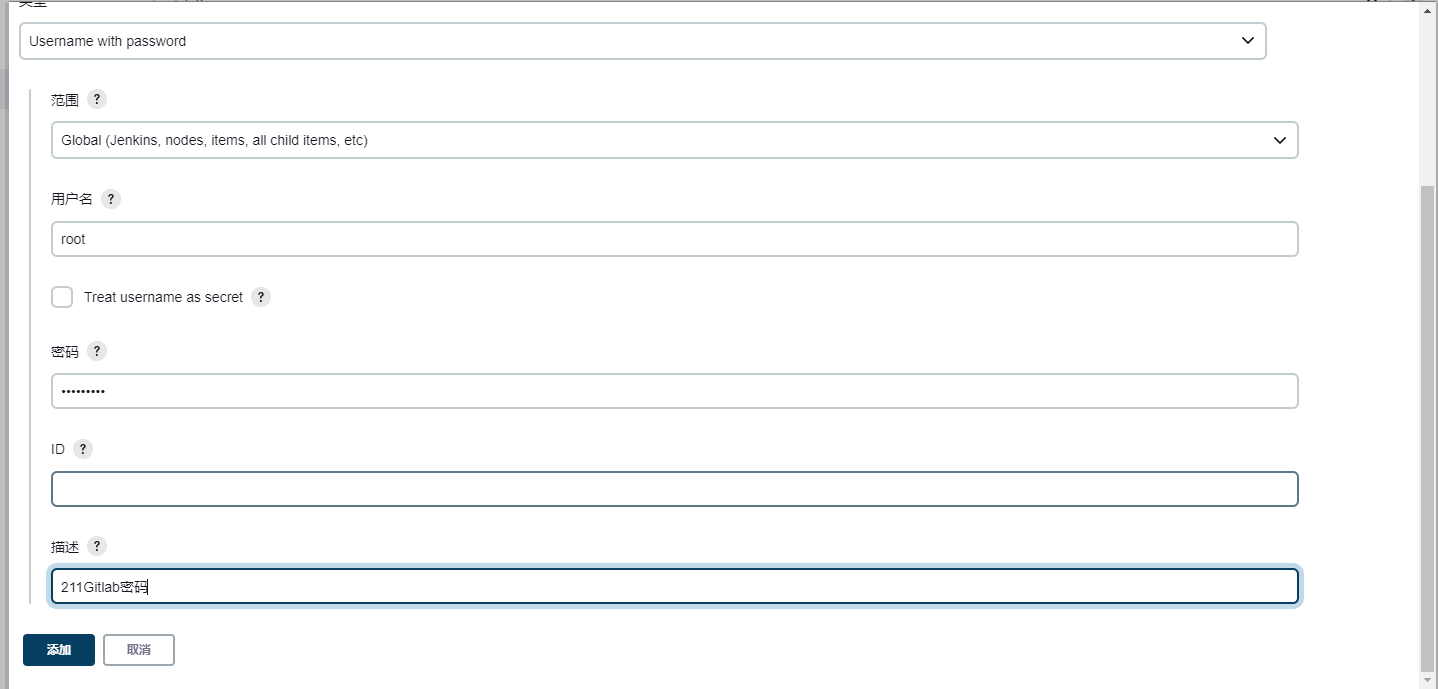 类型
Username with password
范围 ?
Global (Jenkins, nodes, items, all child items, etc)
用户名 ?
root
Treat username as secret ?
密码 ?
•••••••••
ID ?
描述 ?
211Gitlab密码
添加 取消